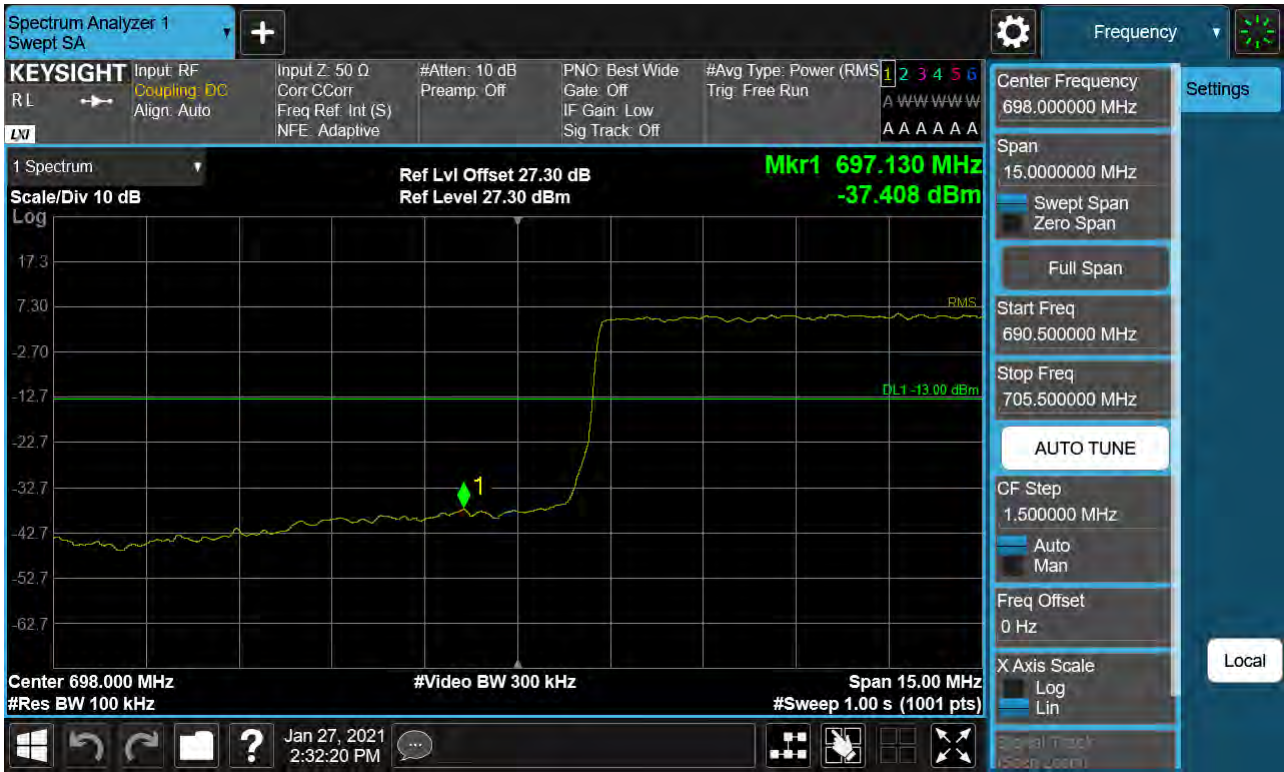 Spectrum Analyzer 1
Swept SA
Frequency
KEYSIGHT
RL
LXI
Input: RF
Coupling: DC
Align: Auto
Input Z: 50 Ω
Corr CCorr
Freq Ref: Int (S)
NFE: Adaptive
#Atten: 10 dB
Preamp: Off
PNO: Best Wide
Gate: Off
IF Gain: Low
Sig Track: Off
#Avg Type: Power (RMS
Trig: Free Run
1 2 3 4 5 6
A W W W W W
A A A A A A
1 Spectrum
Scale/Div 10 dB
Log
Ref Lvl Offset 27.30 dB
Ref Level 27.30 dBm
Mkr1 697.130 MHz
-37.408 dBm
17.3
7.30
-2.70
-12.7
-22.7
-32.7
-42.7
-52.7
-62.7
RMS
DL1 -13.00 dBm
1
Center 698.000 MHz
#Res BW 100 kHz
#Video BW 300 kHz
Span 15.00 MHz
#Sweep 1.00 s (1001 pts)
Center Frequency
698.000000 MHz
Span
15.0000000 MHz
Swept Span
Zero Span
Full Span
Start Freq
690.500000 MHz
Stop Freq
705.500000 MHz
AUTO TUNE
CF Step
1.500000 MHz
Auto
Man
Freq Offset
0 Hz
X Axis Scale
Log
Lin
Signal Track
(Span Zoom)
Settings
Local
?
Jan 27, 2021
2:32:20 PM